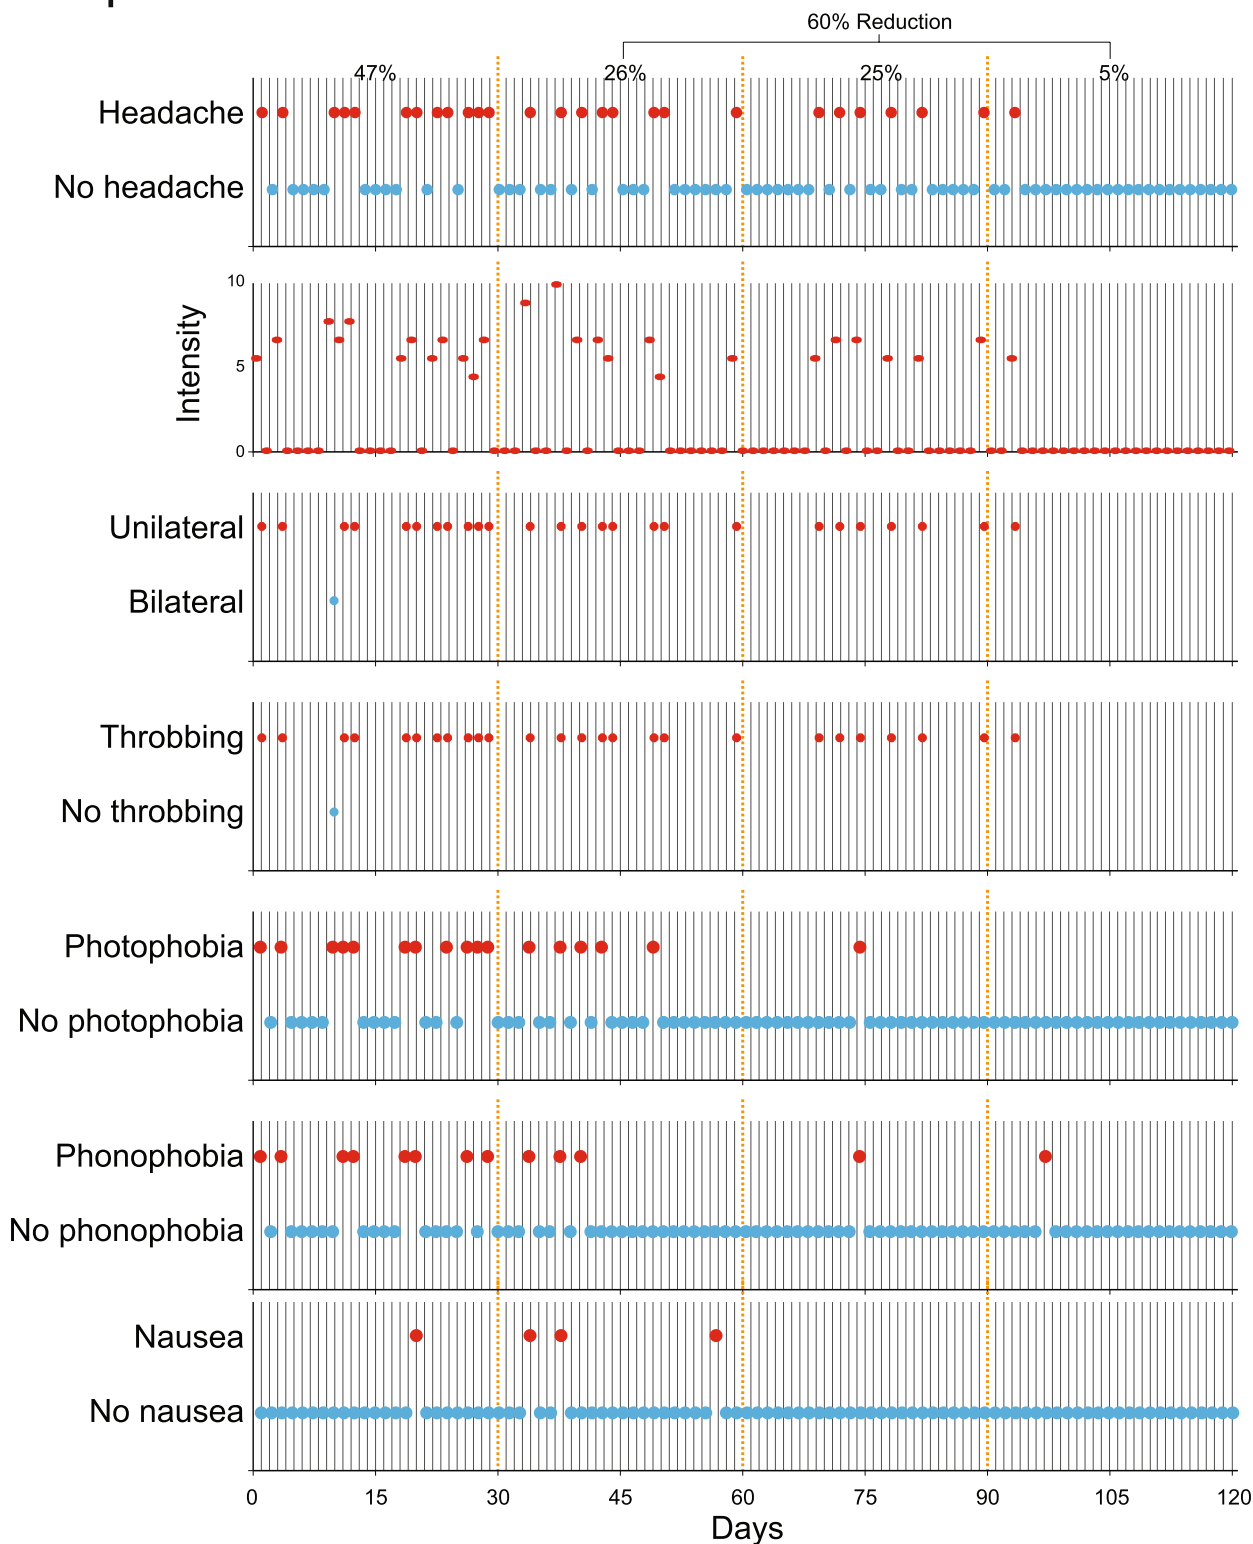 60% Reduction
47% 26% 25% 5%
Headache
No headache
10
5
0
Intensity
Unilateral
Bilateral
Throbbing
No throbbing
Photophobia
No photophobia
Phonophobia
No phonophobia
Nausea
No nausea
0 15 30 45 60 75 90 105 120
Days